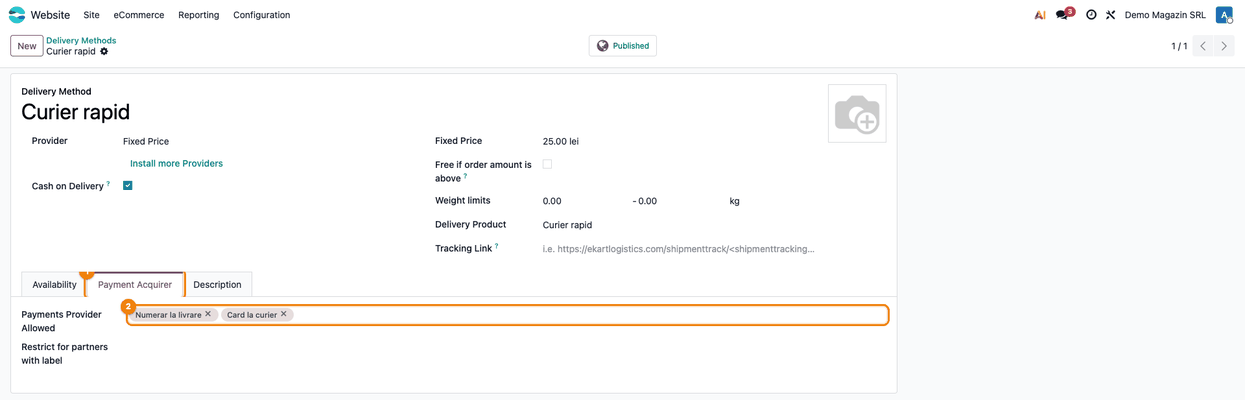 Website Site eCommerce Reporting Configuration
3
Demo Magazin SRL
A
New
Delivery Methods
Curier rapid
Published
1 / 1
Delivery Method
Curier rapid
Provider Fixed Price
Install more Providers
Cash on Delivery ?
Fixed Price 25.00 lei
Free if order amount is
above ?
Weight limits 0.00 - 0.00 kg
Delivery Product Curier rapid
Tracking Link ? i.e. https://ekartlogistics.com/shipmenttrack/<shipmenttracking...
Availability Payment Acquirer Description
2
Payments Provider
Allowed
Numerar la livrare × Card la curier ×
Restrict for partners
with label